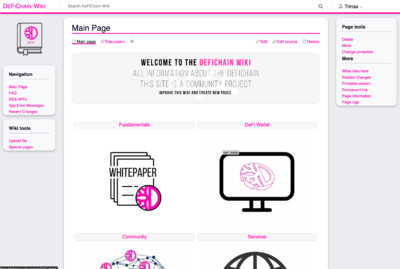 DEFICHAIN-WIKI
Search DeFiChain-Wiki
Trinax
Navigation
Main Page
FAQ
DEX-API's
App Error Messages
Recent Changes
Wiki tools
Upload file
Special pages
Main Page
Main page
Discussion
Edit
Edit source
History
WELCOME TO THE DEFICHAIN WIKI
ALL INFORMATION ABOUT THE DEFICHAIN
THIS SITE IS A COMMUNITY PROJECT
IMPROVE THIS WIKI AND CREATE NEW PAGES
Fundamentals
DeFi Wallet
WHITEPAPER
Community
Services
Page tools
Delete
Move
Change protection
More
What links here
Related changes
Printable version
Permanent link
Page information
Page logs